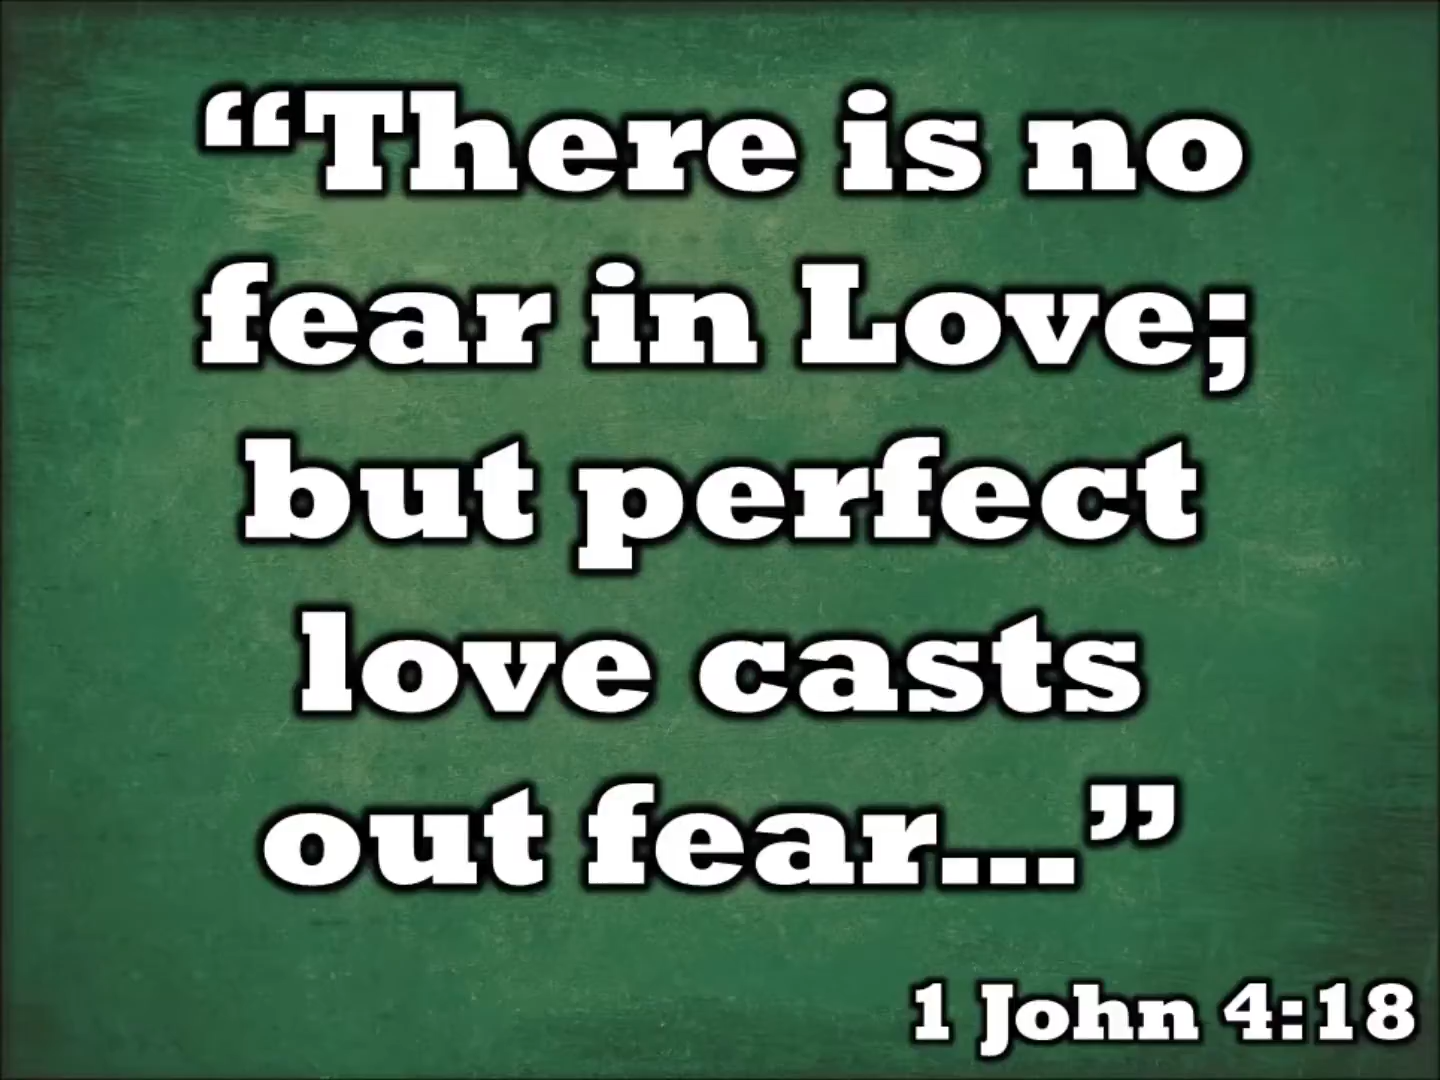 “There is no
fear in Love;
but perfect
love casts
out fear...”
1 John 4:18